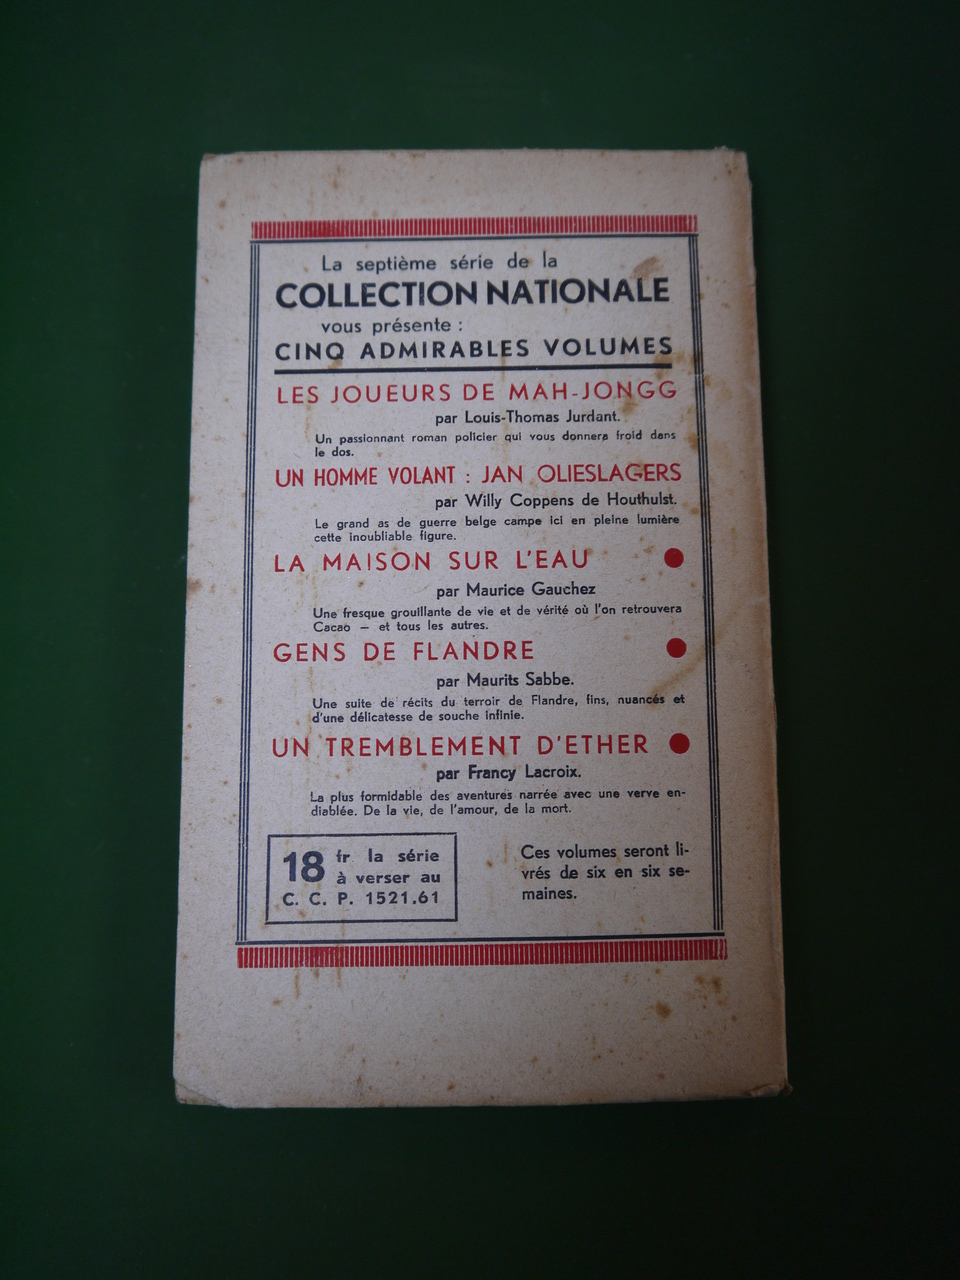 La septième série de la
COLLECTION NATIONALE
vous présente :
CINQ ADMIRABLES VOLUMES
LES JOUEURS DE MAH-JONGG
par Louis-Thomas Jurdant.
Un passionnant roman policier qui vous donnera froid dans
le dos.
UN HOMME VOLANT : JAN OLIESLAGERS
par Willy Coppens de Houthulst.
Le grand as de guerre belge campe ici en pleine lumière
cette inoubliable figure.
LA MAISON SUR L'EAU
par Maurice Gauchez
Une fresque grouillante de vie et de vérité où l'on retrouvera
Cacao — et tous les autres.
GENS DE FLANDRE
par Maurits Sabbe.
Une suite de récits du terroir de Flandre, fins, nuancés et
d'une délicatesse de souche infinie.
UN TREMBLEMENT D'ETHER
par Francy Lacroix.
La plus formidable des aventures narrée avec une verve en-
diablée. De la vie, de l'amour, de la mort.
18 fr la série
à verser au
C. C. P. 1521.61
Ces volumes seront li-
vrés de six en six se-
maines.